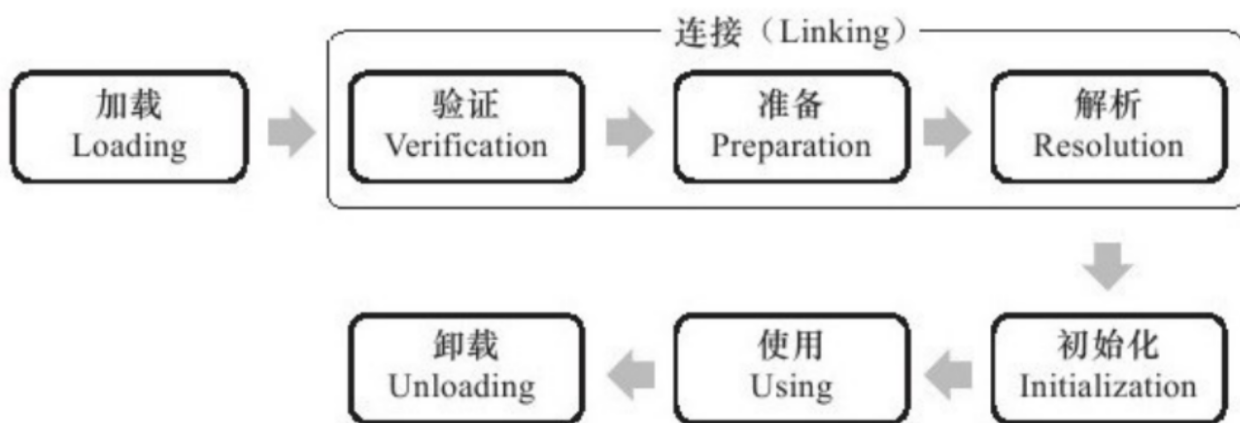 连接（Linking）
加载
Loading
验证
Verification
准备
Preparation
解析
Resolution
卸载
Unloading
使用
Using
初始化
Initialization